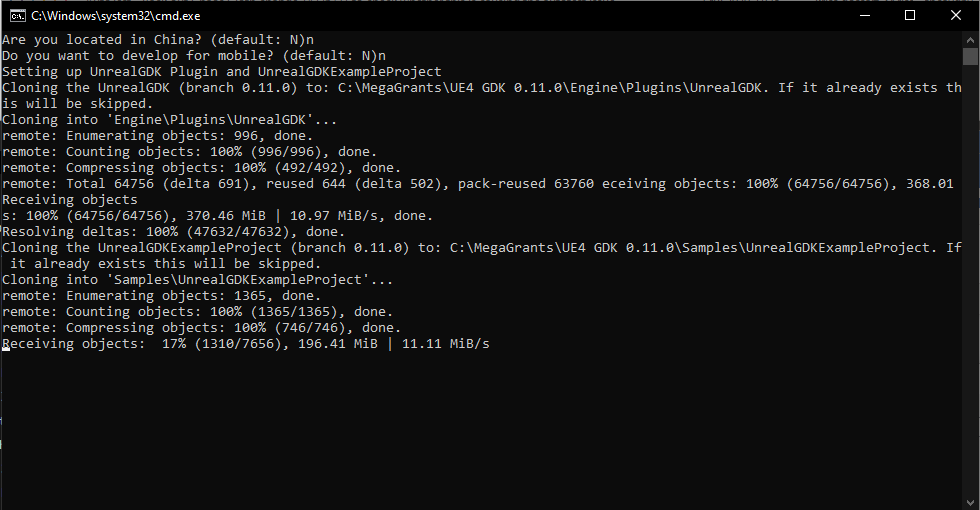 C:\Windows\system32\cmd.exe
Are you located in China? (default: N)n
Do you want to develop for mobile? (default: N)n
Setting up UnrealGDK Plugin and UnrealGDKExampleProject
Cloning the UnrealGDK (branch 0.11.0) to: C:\MegaGrants\UE4 GDK 0.11.0\Engine\Plugins\UnrealGDK. If it already exists th
is will be skipped.
Cloning into 'Engine\Plugins\UnrealGDK'...
remote: Enumerating objects: 996, done.
remote: Counting objects: 100% (996/996), done.
remote: Compressing objects: 100% (492/492), done.
remote: Total 64756 (delta 691), reused 644 (delta 502), pack-reused 63760 eceiving objects: 100% (64756/64756), 368.01
Receiving objects
s: 100% (64756/64756), 370.46 MiB | 10.97 MiB/s, done.
Resolving deltas: 100% (47632/47632), done.
Cloning the UnrealGDKExampleProject (branch 0.11.0) to: C:\MegaGrants\UE4 GDK 0.11.0\Samples\UnrealGDKExampleProject. If
 it already exists this will be skipped.
Cloning into 'Samples\UnrealGDKExampleProject'...
remote: Enumerating objects: 1365, done.
remote: Counting objects: 100% (1365/1365), done.
remote: Compressing objects: 100% (746/746), done.
Receiving objects:  17% (1310/7656), 196.41 MiB | 11.11 MiB/s